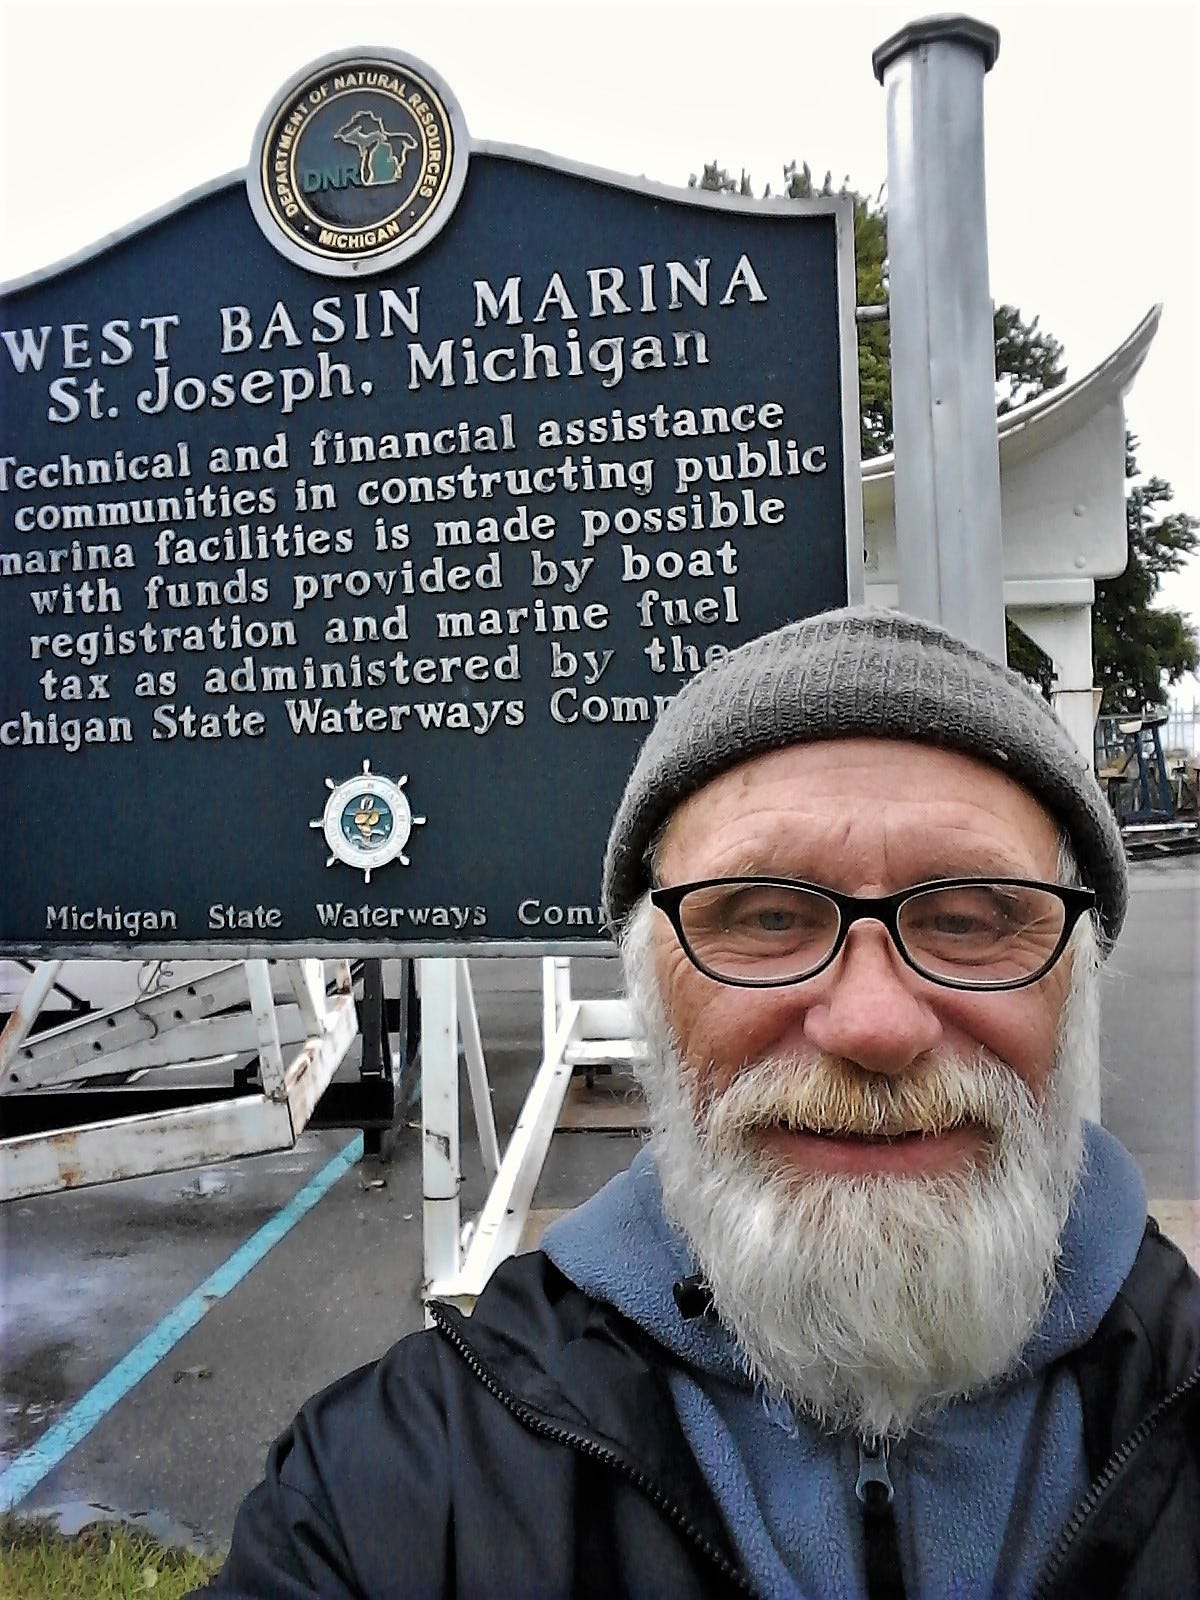 DEPARTMENT OF NATURAL RESOURCES
DNR
MICHIGAN
WEST BASIN MARINA
St. Joseph, Michigan
Technical and financial assistance
communities in constructing public
marina facilities is made possible
with funds provided by boat
registration and marine fuel
tax as administered by the
chigan State Waterways Comm
Michigan State Waterways Com